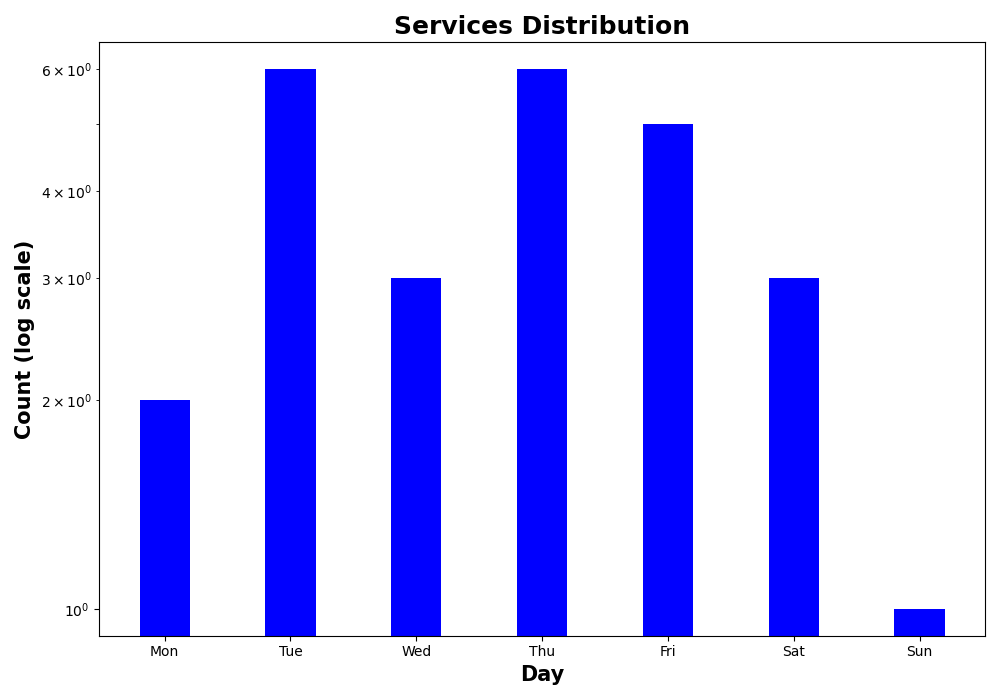 Services Distribution
Count (log scale)
6 × 10⁰
4 × 10⁰
3 × 10⁰
2 × 10⁰
10⁰
Mon Tue Wed Thu Fri Sat Sun
Day